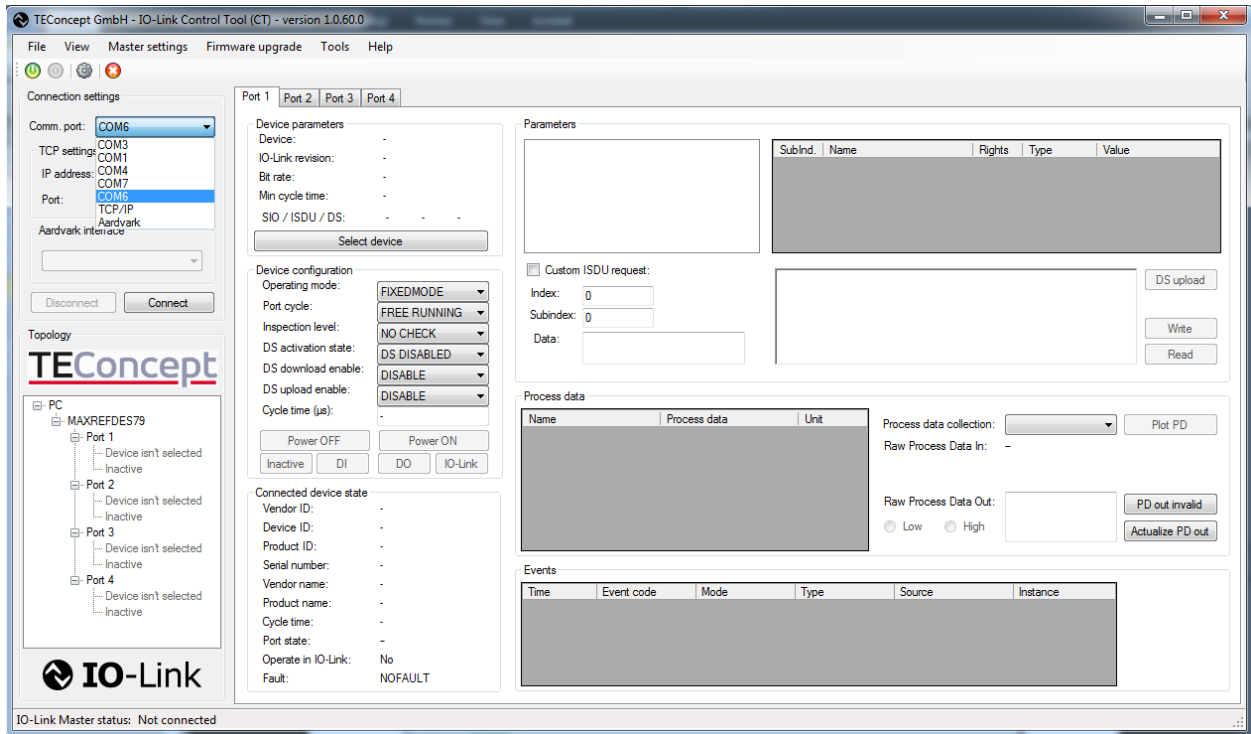 TEConcept GmbH - IO-Link Control Tool (CT) - version 1.0.60.0
File View Master settings Firmware upgrade Tools Help
Connection settings
Comm. port: COM6
COM3
COM1
COM4
COM7
COM6
TCP/IP
Aardvark
TCP settings
IP address:
Port:
Aardvark interface
Disconnect Connect
Topology
TEConcept
PC
MAXREFDES79
Port 1
Device isn't selected
Inactive
Port 2
Device isn't selected
Inactive
Port 3
Device isn't selected
Inactive
Port 4
Device isn't selected
Inactive
IO-Link
Port 1 Port 2 Port 3 Port 4
Device parameters
Device: -
IO-Link revision: -
Bit rate: -
Min cycle time: -
SIO / ISDU / DS: - - -
Select device
Device configuration
Operating mode: FIXEDMODE
Port cycle: FREE RUNNING
Inspection level: NO CHECK
DS activation state: DS DISABLED
DS download enable: DISABLE
DS upload enable: DISABLE
Cycle time (µs): -
Power OFF Power ON
Inactive DI DO IO-Link
Connected device state
Vendor ID: -
Device ID: -
Product ID: -
Serial number: -
Vendor name: -
Product name: -
Cycle time: -
Port state: –
Operate in IO-Link: No
Fault: NOFAULT
Parameters
SubInd. Name Rights Type Value
Custom ISDU request:
Index: 0
Subindex: 0
Data:
DS upload
Write
Read
Process data
Name Process data Unit
Process data collection: Plot PD
Raw Process Data In: –
Raw Process Data Out: PD out invalid
Low High Actualize PD out
Events
Time Event code Mode Type Source Instance
IO-Link Master status: Not connected